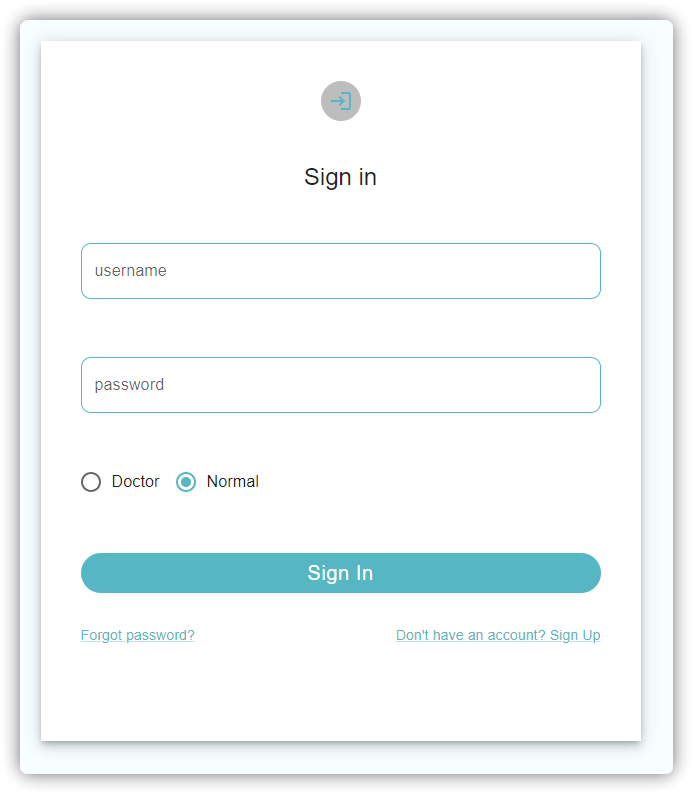 Sign in
username
password
Doctor Normal
Sign In
Forgot password? Don't have an account? Sign Up